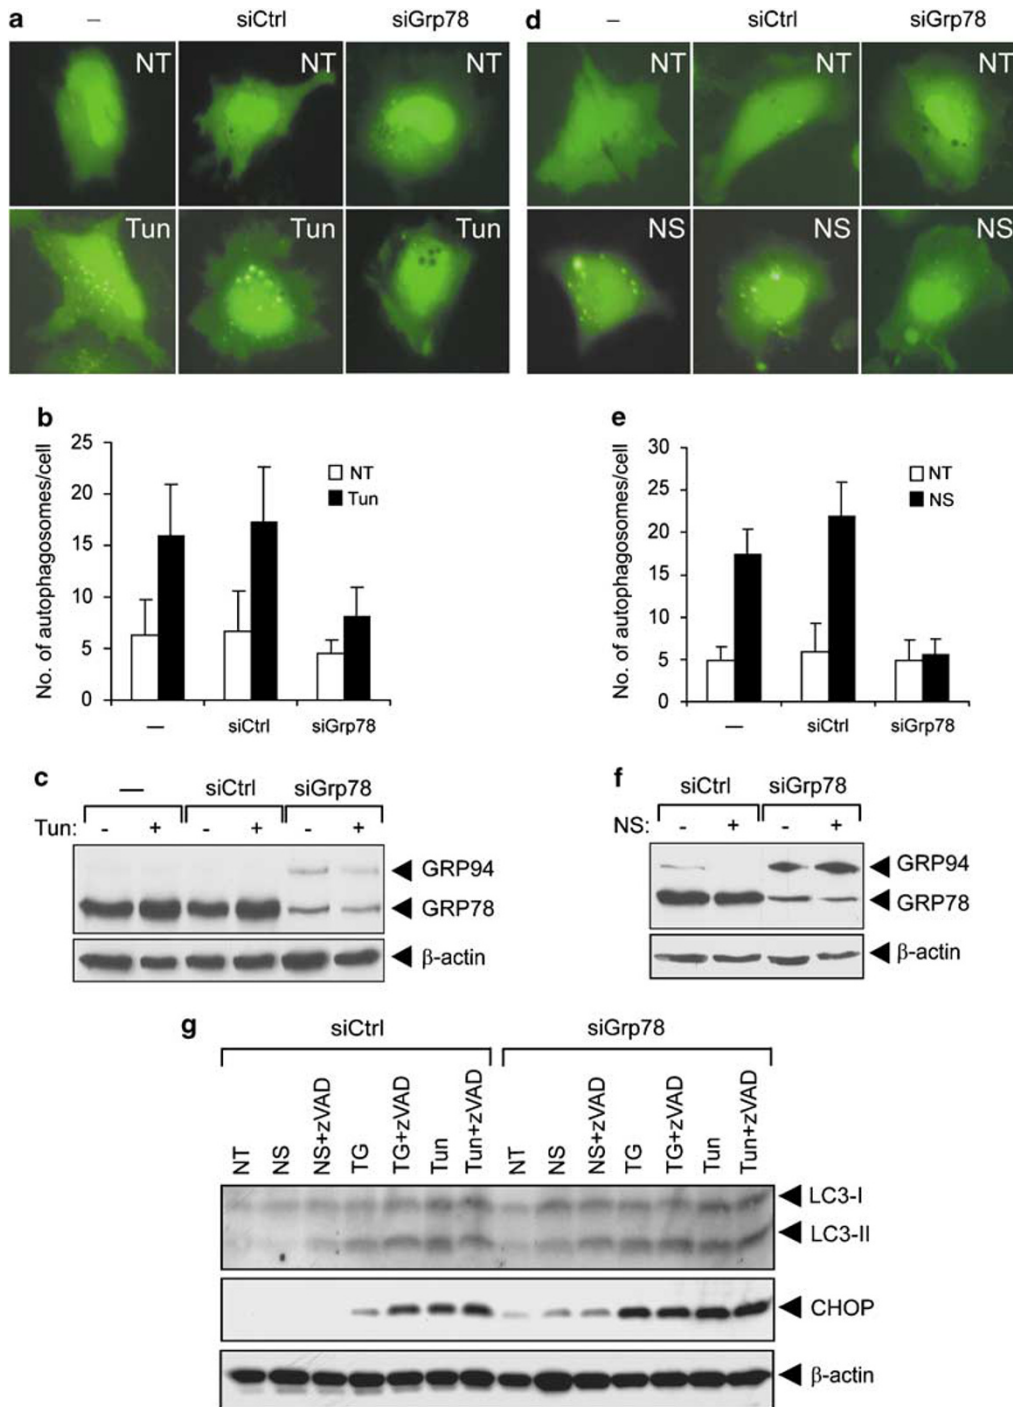 a
— siCtrl siGrp78
NT NT NT
Tun Tun Tun
d
— siCtrl siGrp78
NT NT NT
NS NS NS
b
No. of autophagosomes/cell
25
20
15
10
5
0
NT
Tun
— siCtrl siGrp78
e
No. of autophagosomes/cell
30
25
20
15
10
5
0
NT
NS
— siCtrl siGrp78
c
— siCtrl siGrp78
Tun: - + - + - +
GRP94
GRP78
β-actin
f
siCtrl siGrp78
NS: - + - +
GRP94
GRP78
β-actin
g
siCtrl siGrp78
NT NS NS+zVAD TG TG+zVAD Tun Tun+zVAD NT NS NS+zVAD TG TG+zVAD Tun Tun+zVAD
LC3-I
LC3-II
CHOP
β-actin